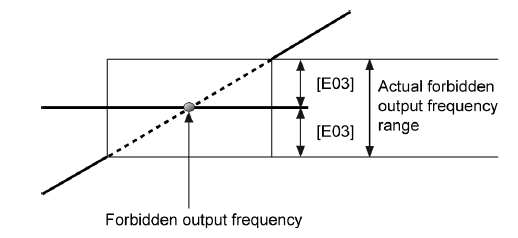 [E03]
Actual forbidden
output frequency
range
[E03]
Forbidden output frequency